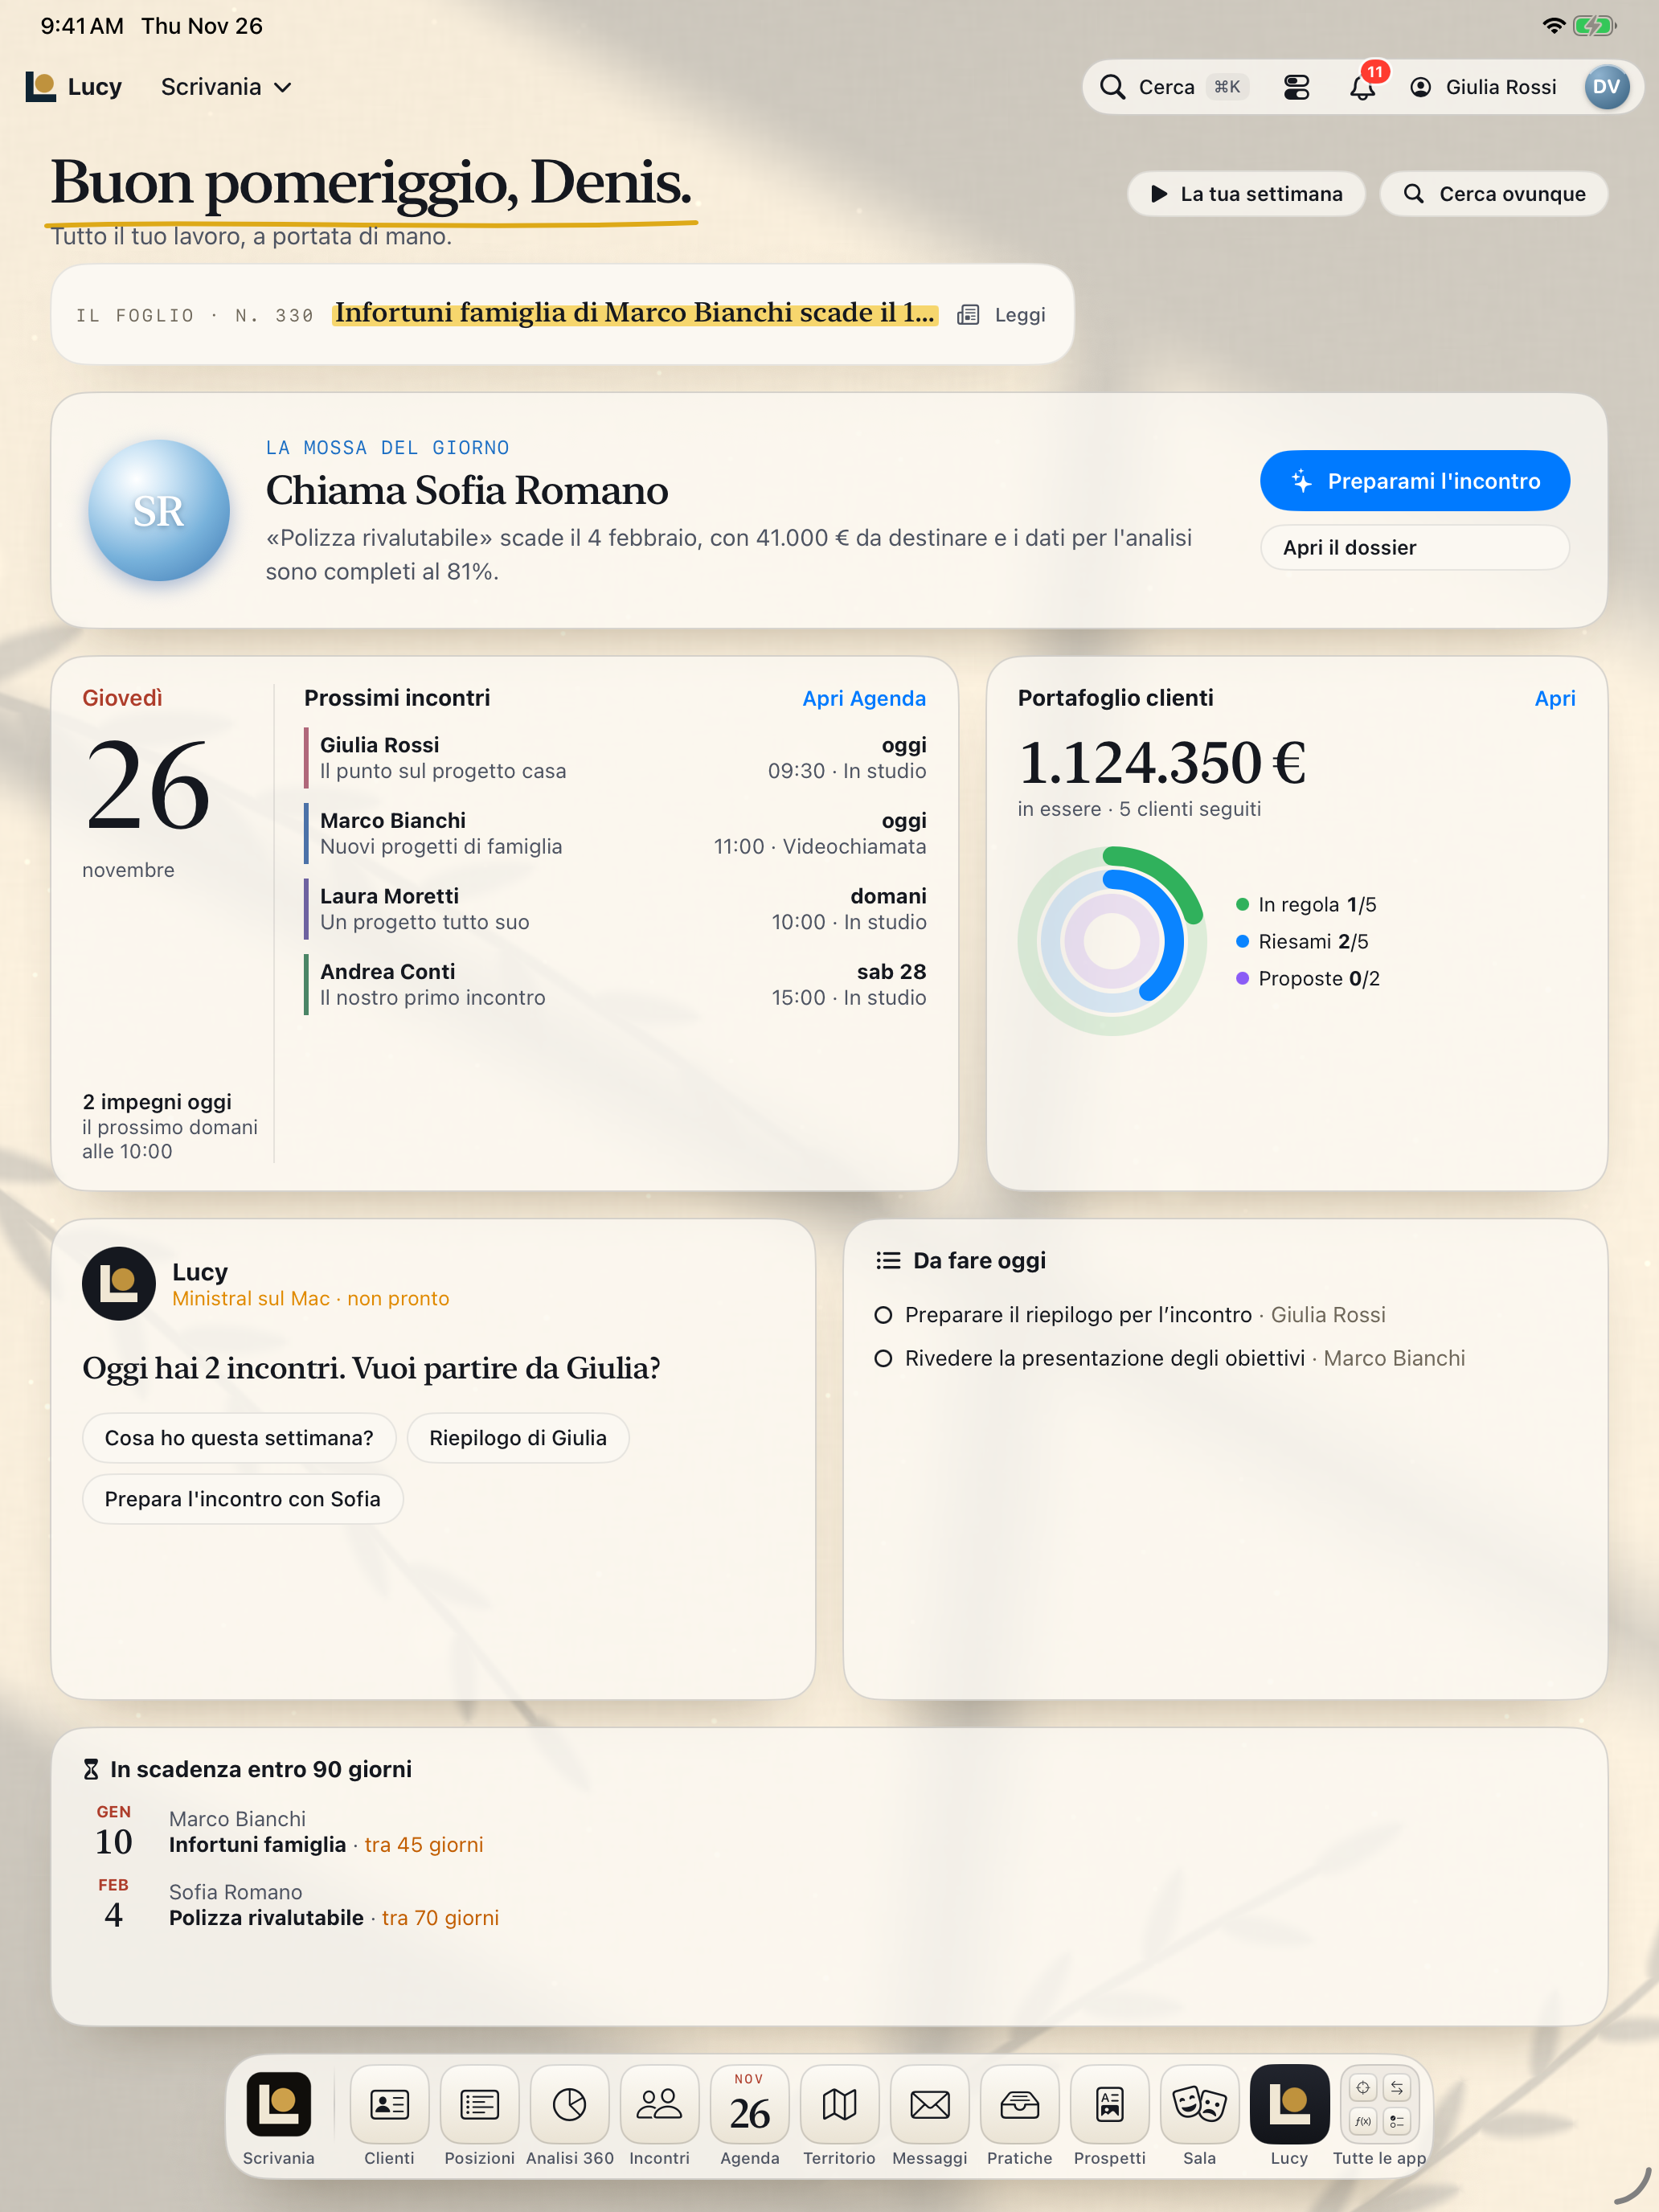 9:41 AM Thu Nov 26
Lucy Scrivania
Cerca ⌘K 11 Giulia Rossi DV
Buon pomeriggio, Denis.
Tutto il tuo lavoro, a portata di mano.
La tua settimana
Cerca ovunque
IL FOGLIO · N. 330 Infortuni famiglia di Marco Bianchi scade il 1... Leggi
SR
LA MOSSA DEL GIORNO
Chiama Sofia Romano
«Polizza rivalutabile» scade il 4 febbraio, con 41.000 € da destinare e i dati per l'analisi
sono completi al 81%.
Preparami l'incontro
Apri il dossier
Giovedì
26
novembre
2 impegni oggi
il prossimo domani
alle 10:00
Prossimi incontri Apri Agenda
Giulia Rossi oggi
Il punto sul progetto casa 09:30 · In studio
Marco Bianchi oggi
Nuovi progetti di famiglia 11:00 · Videochiamata
Laura Moretti domani
Un progetto tutto suo 10:00 · In studio
Andrea Conti sab 28
Il nostro primo incontro 15:00 · In studio
Portafoglio clienti Apri
1.124.350 €
in essere · 5 clienti seguiti
In regola 1/5
Riesami 2/5
Proposte 0/2
Lucy
Ministral sul Mac · non pronto
Oggi hai 2 incontri. Vuoi partire da Giulia?
Cosa ho questa settimana? Riepilogo di Giulia
Prepara l'incontro con Sofia
Da fare oggi
Preparare il riepilogo per l’incontro · Giulia Rossi
Rivedere la presentazione degli obiettivi · Marco Bianchi
In scadenza entro 90 giorni
GEN
10
Marco Bianchi
Infortuni famiglia · tra 45 giorni
FEB
4
Sofia Romano
Polizza rivalutabile · tra 70 giorni
NOV
26
f(x)
Scrivania Clienti Posizioni Analisi 360 Incontri Agenda Territorio Messaggi Pratiche Prospetti Sala Lucy Tutte le app